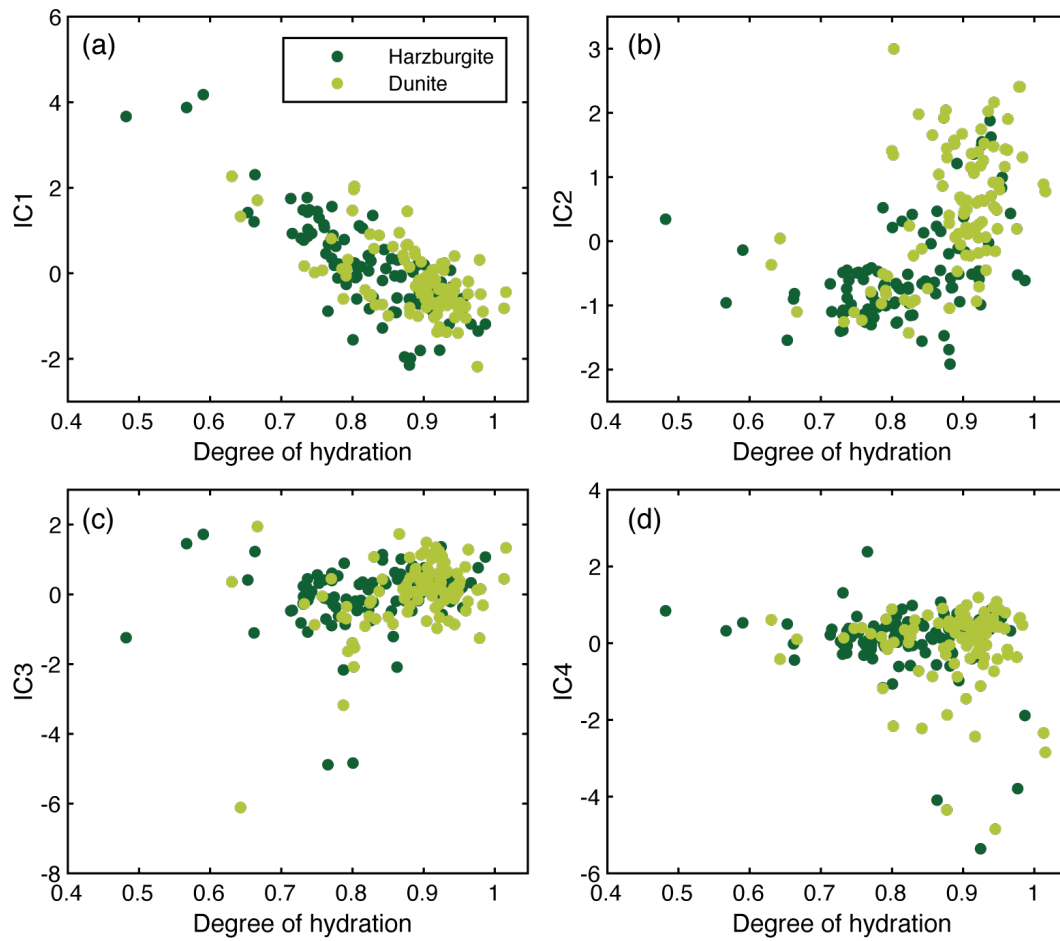 (a)
Harzburgite
Dunite
6
4
2
0
-2
IC1
0.4 0.5 0.6 0.7 0.8 0.9 1
Degree of hydration
(b)
3
2
1
0
-1
-2
IC2
0.4 0.5 0.6 0.7 0.8 0.9 1
Degree of hydration
(c)
2
0
-2
-4
-6
-8
IC3
0.4 0.5 0.6 0.7 0.8 0.9 1
Degree of hydration
(d)
4
2
0
-2
-4
-6
IC4
0.4 0.5 0.6 0.7 0.8 0.9 1
Degree of hydration